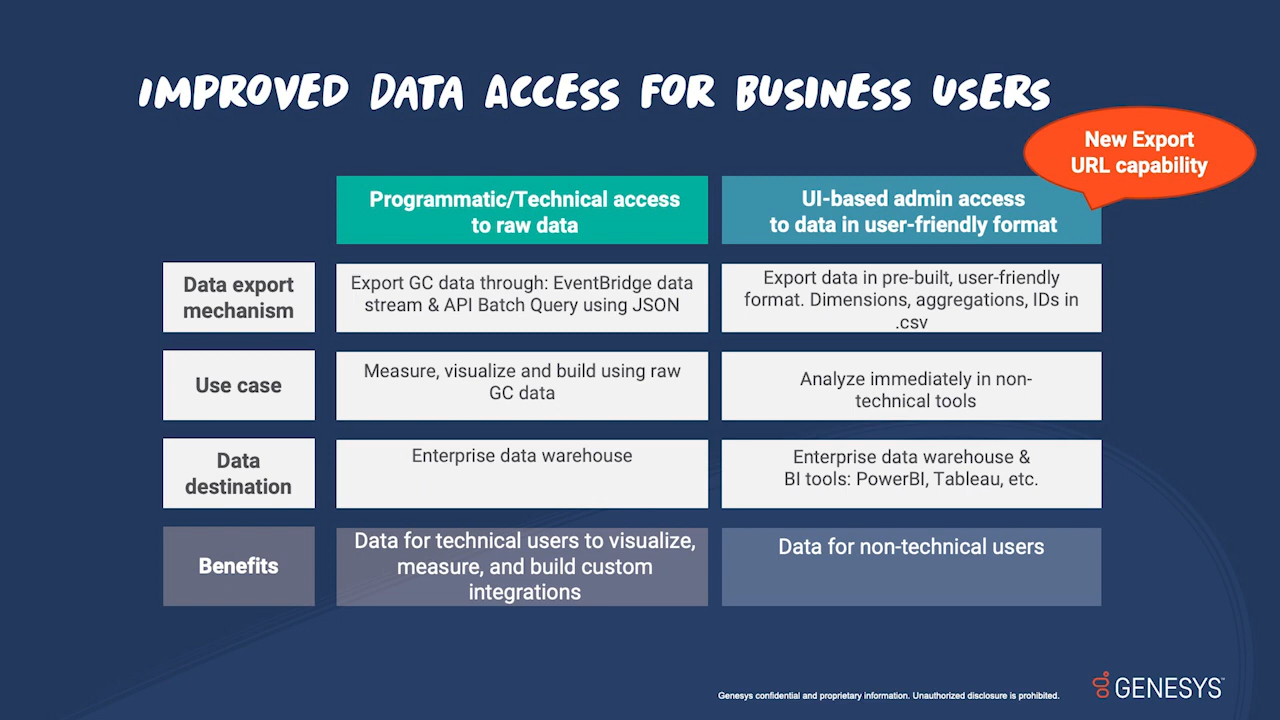 IMPROVED DATA ACCESS FOR BUSINESS USERS
New Export
URL capability
Programmatic/Technical access
to raw data
UI-based admin access
to data in user-friendly format
Data export
mechanism
Export GC data through: EventBridge data
stream & API Batch Query using JSON
Export data in pre-built, user-friendly
format. Dimensions, aggregations, IDs in
.csv
Use case
Measure, visualize and build using raw
GC data
Analyze immediately in non-
technical tools
Data
destination
Enterprise data warehouse
Enterprise data warehouse &
BI tools: PowerBI, Tableau, etc.
Benefits
Data for technical users to visualize,
measure, and build custom
integrations
Data for non-technical users
Genesys confidential and proprietary information. Unauthorized disclosure is prohibited.
GENESYS™